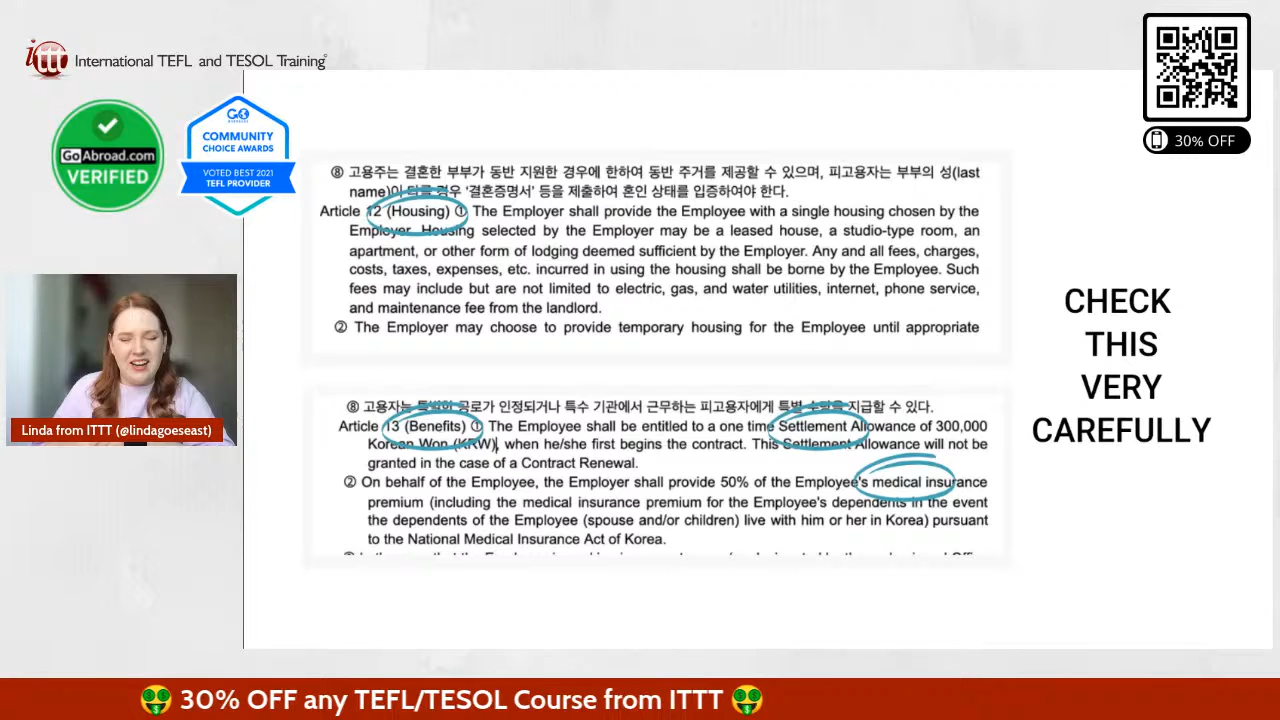 ittt International TEFL and TESOL Training
GoAbroad.com
VERIFIED
GO
OVERSEAS
COMMUNITY
CHOICE AWARDS
VOTED BEST 2021
TEFL PROVIDER
30% OFF
⑧ 고용주는 결혼한 부부가 동반 지원한 경우에 한하여 동반 주거를 제공할 수 있으며, 피고용자는 부부의 성(last
name)이 다를 경우 '결혼증명서' 등을 제출하여 혼인 상태를 입증하여야 한다.
Article 12 (Housing) ① The Employer shall provide the Employee with a single housing chosen by the
Employer. Housing selected by the Employer may be a leased house, a studio-type room, an
apartment, or other form of lodging deemed sufficient by the Employer. Any and all fees, charges,
costs, taxes, expenses, etc. incurred in using the housing shall be borne by the Employee. Such
fees may include but are not limited to electric, gas, and water utilities, internet, phone service,
and maintenance fee from the landlord.
② The Employer may choose to provide temporary housing for the Employee until appropriate
⑧ 고용자는 특별한 공로가 인정되거나 특수 기관에서 근무하는 피고용자에게 특별 수당을 지급할 수 있다.
Article 13 (Benefits) ① The Employee shall be entitled to a one time Settlement Allowance of 300,000
Korean Won (KRW), when he/she first begins the contract. This Settlement Allowance will not be
granted in the case of a Contract Renewal.
② On behalf of the Employee, the Employer shall provide 50% of the Employee's medical insurance
premium (including the medical insurance premium for the Employee's dependents in the event
the dependents of the Employee (spouse and/or children) live with him or her in Korea) pursuant
to the National Medical Insurance Act of Korea.
CHECK
THIS
VERY
CAREFULLY
Linda from ITTT (@lindagoeseast)
30% OFF any TEFL/TESOL Course from ITTT